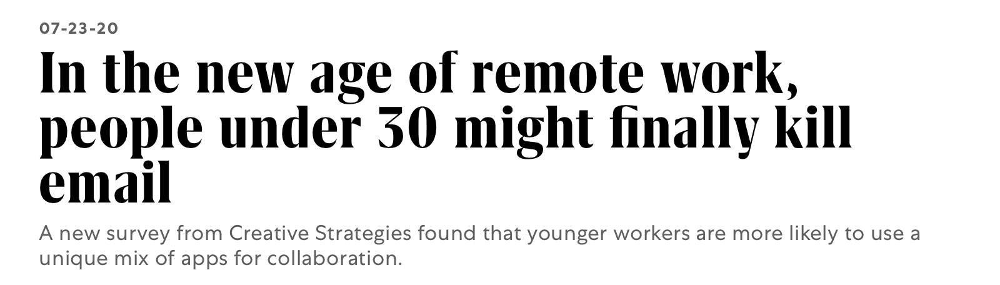 07-23-20
In the new age of remote work,
people under 30 might finally kill
email
A new survey from Creative Strategies found that younger workers are more likely to use a
unique mix of apps for collaboration.